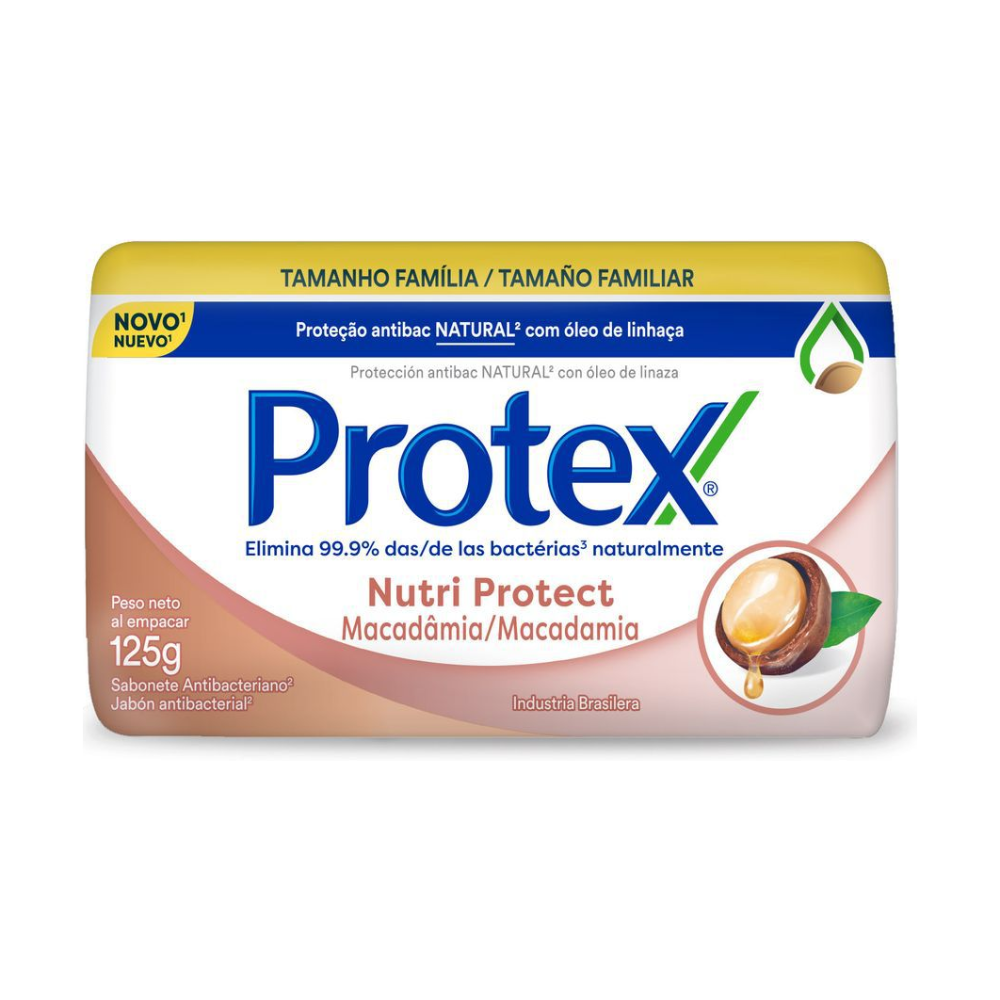 TAMANHO FAMÍLIA / TAMAÑO FAMILIAR
NOVO¹
NUEVO¹
Proteção antibac NATURAL² com óleo de linhaça
Protección antibac NATURAL² con óleo de linaza
Protex®
Elimina 99.9% das/de las bactérias³ naturalmente
Nutri Protect
Macadâmia/Macadamia
Peso neto
al empacar
125g
Sabonete Antibacteriano²
Jabón antibacterial²
Industria Brasilera